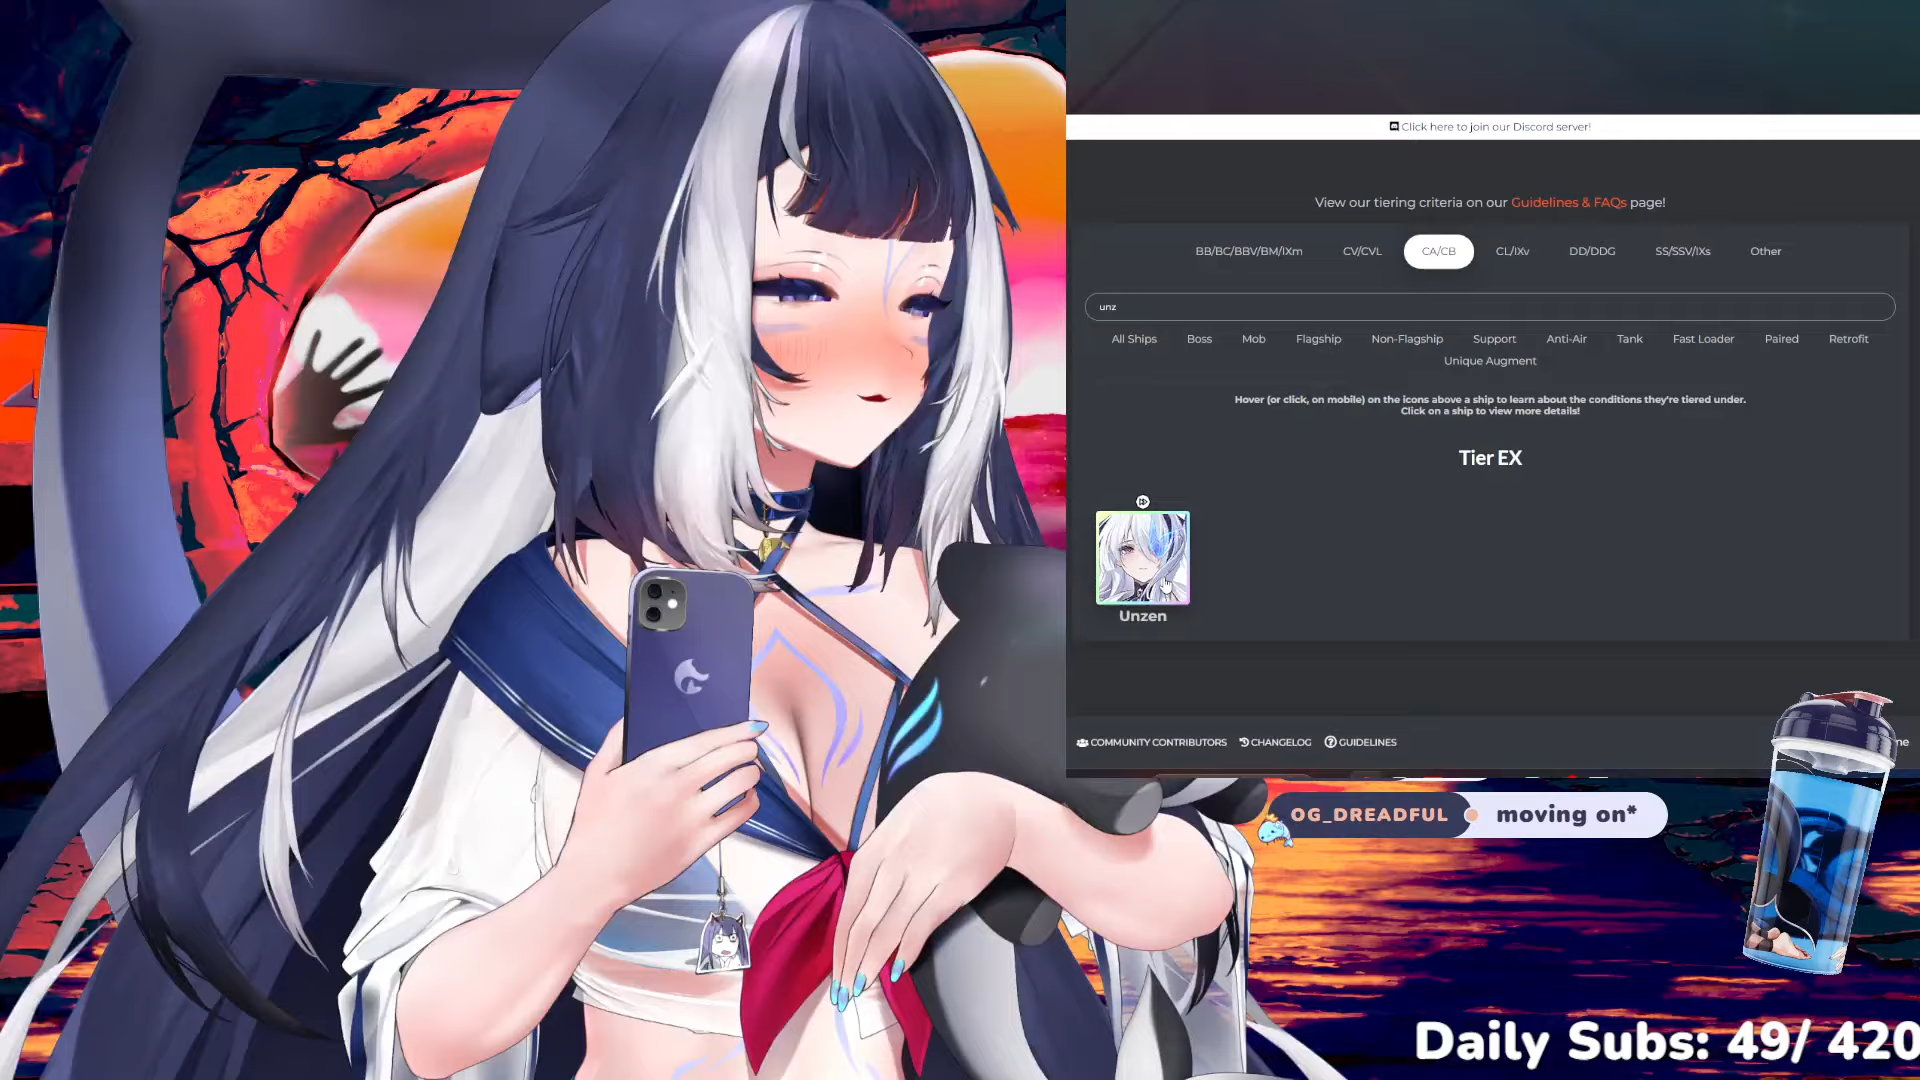 Click here to join our Discord server!
View our tiering criteria on our Guidelines & FAQs page!
BB/BC/BBV/BM/IXm CV/CVL CA/CB CL/IXv DD/DDG SS/SSV/IXs Other
unz
All Ships Boss Mob Flagship Non-Flagship Support Anti-Air Tank Fast Loader Paired Retrofit
Unique Augment
Hover (or click, on mobile) on the icons above a ship to learn about the conditions they're tiered under.
Click on a ship to view more details!
Tier EX
Unzen
COMMUNITY CONTRIBUTORS CHANGELOG GUIDELINES
OG_DREADFUL moving on*
Daily Subs: 49/ 420